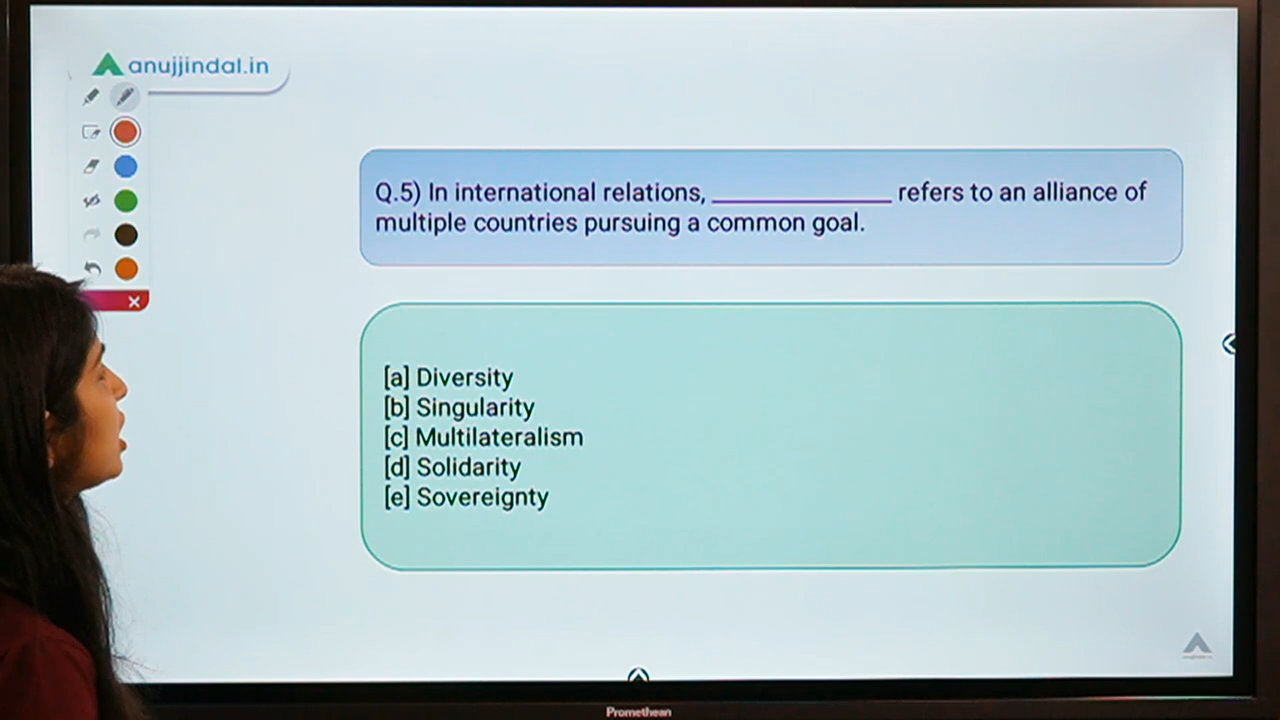 anujjindal.in
Q.5) In international relations, _____________ refers to an alliance of
multiple countries pursuing a common goal.
[a] Diversity
[b] Singularity
[c] Multilateralism
[d] Solidarity
[e] Sovereignty
Promethean